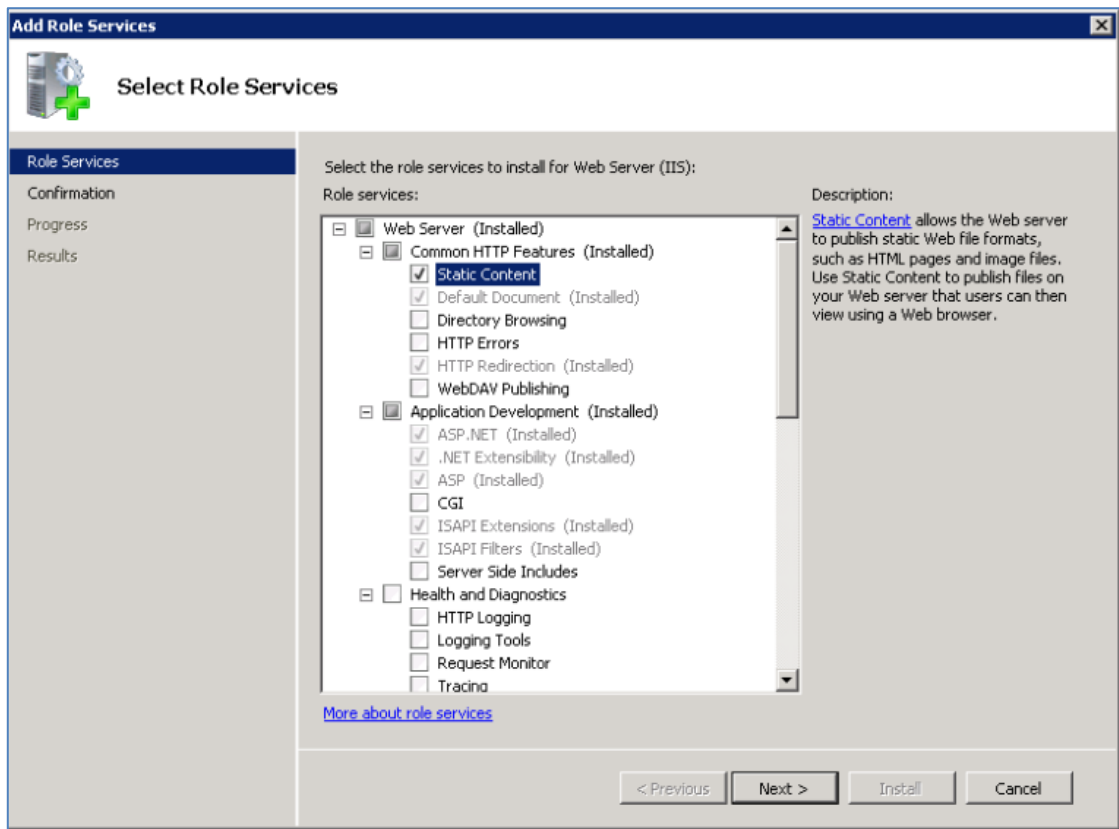 Add Role Services
Select Role Services
Role Services
Confirmation
Progress
Results
Select the role services to install for Web Server (IIS):
Role services:
Web Server (Installed)
Common HTTP Features (Installed)
Static Content
Default Document (Installed)
Directory Browsing
HTTP Errors
HTTP Redirection (Installed)
WebDAV Publishing
Application Development (Installed)
ASP.NET (Installed)
.NET Extensibility (Installed)
ASP (Installed)
CGI
ISAPI Extensions (Installed)
ISAPI Filters (Installed)
Server Side Includes
Health and Diagnostics
HTTP Logging
Logging Tools
Request Monitor
Tracing
More about role services
Description:
Static Content allows the Web server
to publish static Web file formats,
such as HTML pages and image files.
Use Static Content to publish files on
your Web server that users can then
view using a Web browser.
< Previous
Next >
Install
Cancel